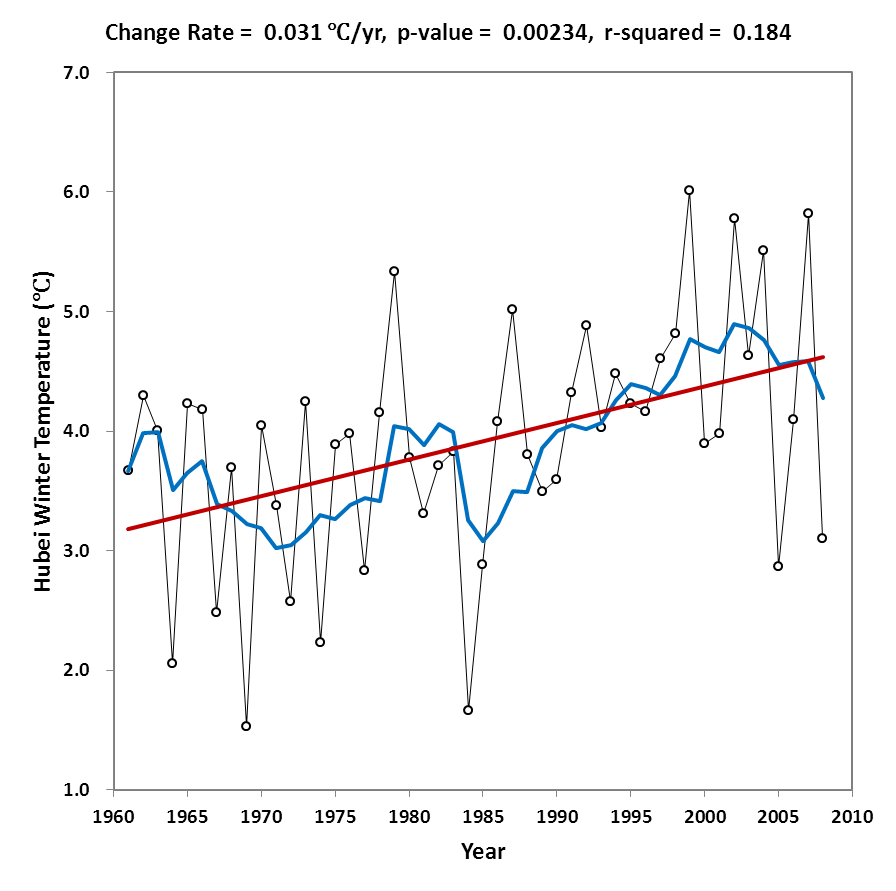 Change Rate = 0.031 ℃/yr, p-value = 0.00234, r-squared = 0.184
7.0
6.0
5.0
4.0
3.0
2.0
1.0
Hubei Winter Temperature (℃)
1960 1965 1970 1975 1980 1985 1990 1995 2000 2005 2010
Year